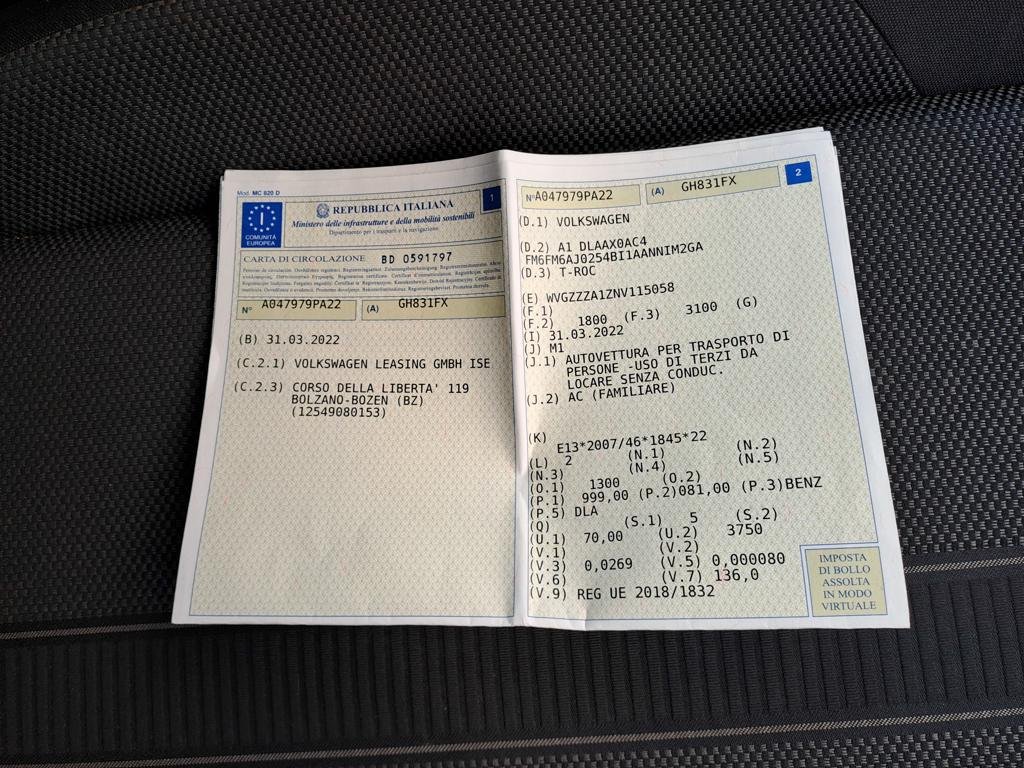 Mod. MC 820 D
1
COMUNITÀ
EUROPEA
REPUBBLICA ITALIANA
Ministero delle infrastrutture e della mobilità sostenibili
Dipartimento per i trasporti e la navigazione
CARTA DI CIRCOLAZIONE BD 0591797
N° A047979PA22 (A) GH831FX
(B) 31.03.2022
(C.2.1) VOLKSWAGEN LEASING GMBH ISE
(C.2.3) CORSO DELLA LIBERTA' 119
BOLZANO-BOZEN (BZ)
(12549080153)
2
N° A047979PA22 (A) GH831FX
(D.1) VOLKSWAGEN
(D.2) A1 DLAAX0AC4
FM6FM6AJ0254BI1AANNIM2GA
(D.3) T-ROC
(E) WVGZZZA1ZNV115058
(F.1)
(F.2) 1800 (F.3) 3100 (G)
(I) 31.03.2022
(J) M1
(J.1) AUTOVETTURA PER TRASPORTO DI
PERSONE -USO DI TERZI DA
LOCARE SENZA CONDUC.
(J.2) AC (FAMILIARE)
(K)
E13*2007/46*1845*22
(L) 2 (N.1) (N.2)
(N.3) (N.4) (N.5)
(O.1) 1300 (O.2)
(P.1) 999,00 (P.2)081,00 (P.3)BENZ
(P.5) DLA
(Q) (S.1) 5 (S.2)
(U.1) 70,00 (U.2) 3750
(V.1) (V.2)
(V.3) 0,0269 (V.5) 0,000080
(V.6) (V.7) 136,0
(V.9) REG UE 2018/1832
IMPOSTA
DI BOLLO
ASSOLTA
IN MODO
VIRTUALE